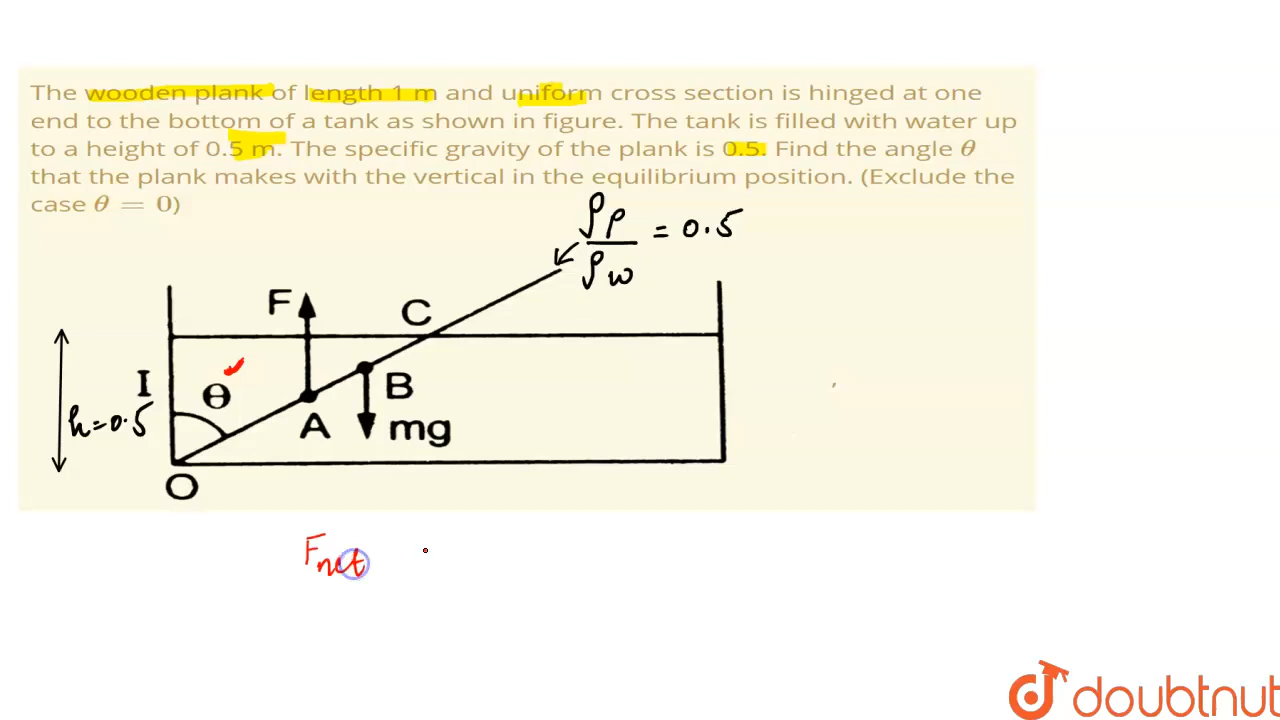 The wooden plank of length 1 m and uniform cross section is hinged at one
end to the bottom of a tank as shown in figure. The tank is filled with water up
to a height of 0.5 m. The specific gravity of the plank is 0.5. Find the angle θ
that the plank makes with the vertical in the equilibrium position. (Exclude the
case θ = 0)
ρp/ρw = 0.5
F
C
I
Θ
B
h=0.5
A
mg
O
Fnet
doubtnut